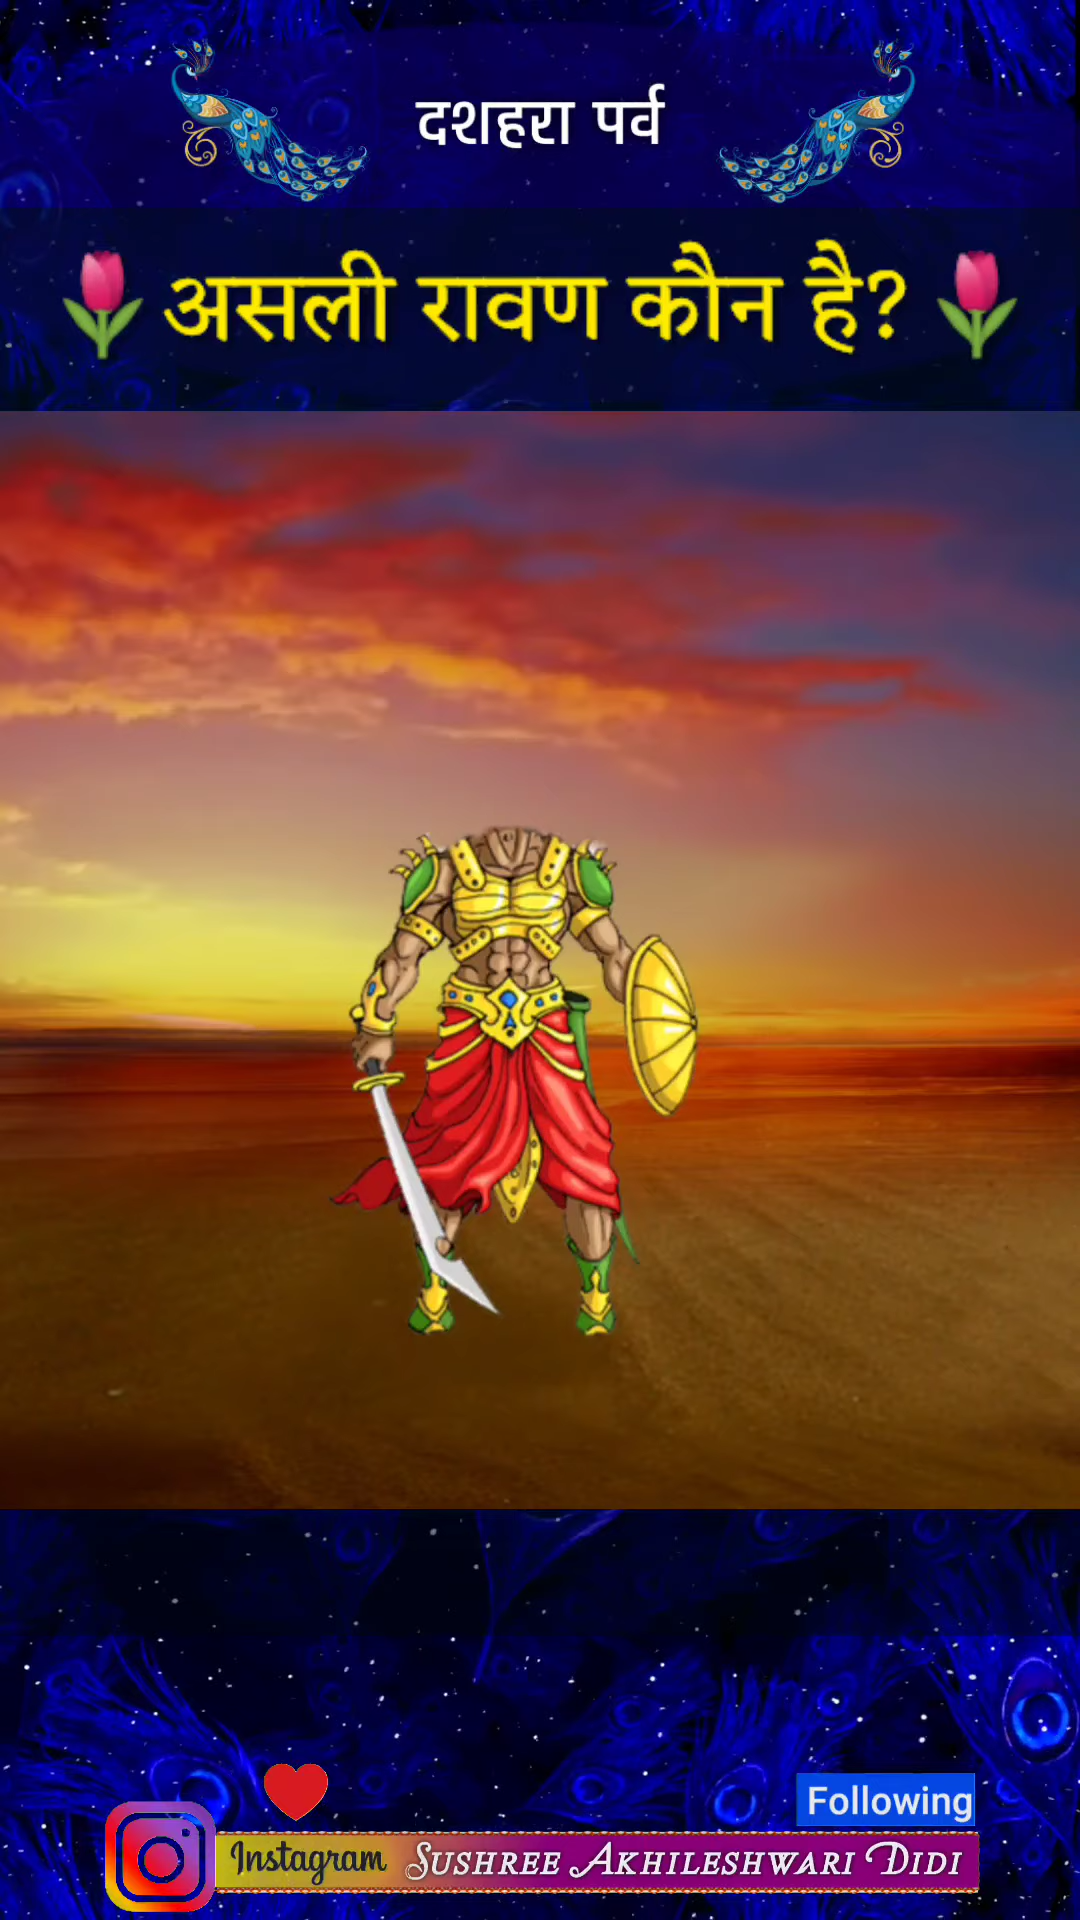 दशहरा पर्व
असली रावण कौन है?
Following
Instagram Sushree Akhileshwari Didi